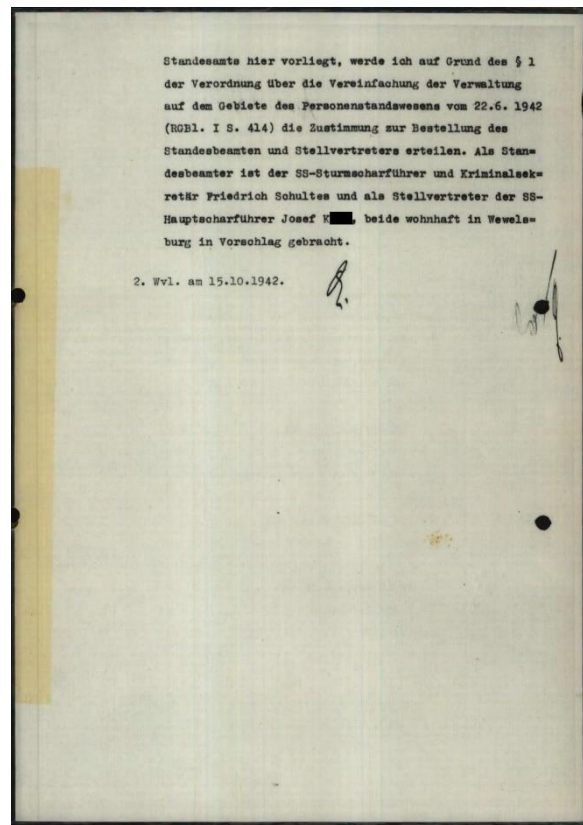 Standesamts hier vorliegt, werde ich auf Grund des § 1
der Verordnung über die Vereinfachung der Verwaltung
auf dem Gebiete des Personenstandswesens vom 22.6. 1942
(RGBl. I S. 414) die Zustimmung zur Bestellung des
Standesbeamten und Stellvertreters erteilen. Als Stan=
desbeamter ist der SS-Sturmscharführer und Kriminalsek=
retär Friedrich Schultes und als Stellvertreter der SS-
Hauptscharführer Josef K, beide wohnhaft in Wewels=
burg in Vorschlag gebracht.
2. Wvl. am 15.10.1942.